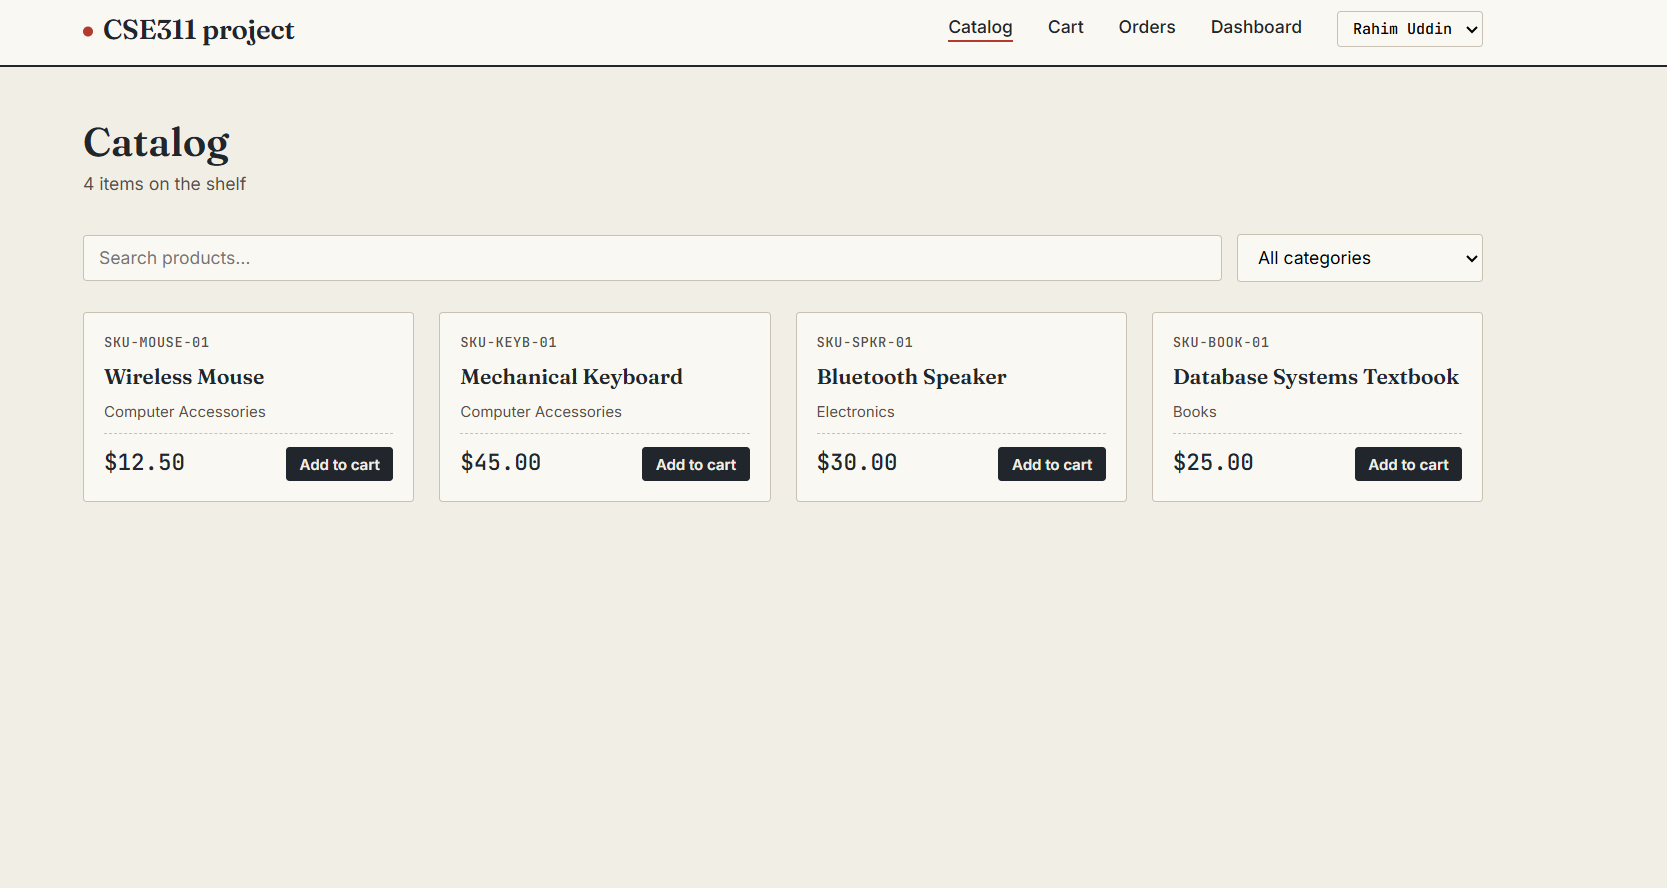 CSE311 project
Catalog
Cart
Orders
Dashboard
Rahim Uddin
Catalog
4 items on the shelf
Search products...
All categories
SKU-MOUSE-01
Wireless Mouse
Computer Accessories
$12.50
Add to cart
SKU-KEYB-01
Mechanical Keyboard
Computer Accessories
$45.00
Add to cart
SKU-SPKR-01
Bluetooth Speaker
Electronics
$30.00
Add to cart
SKU-BOOK-01
Database Systems Textbook
Books
$25.00
Add to cart